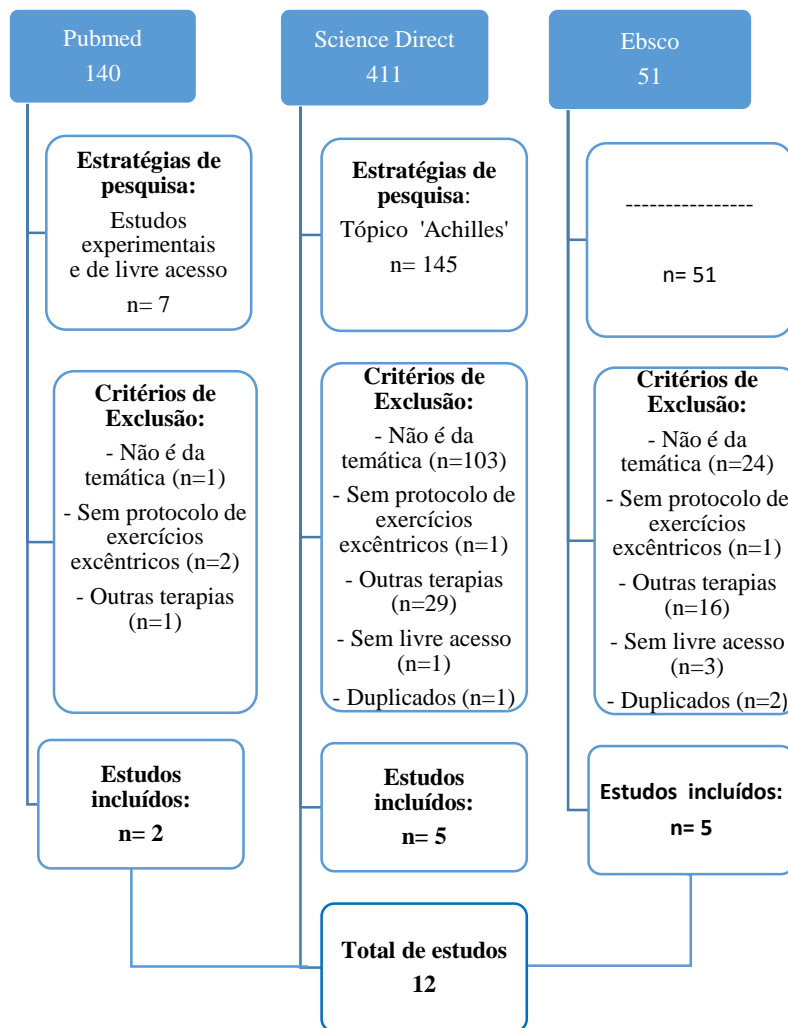 Pubmed
140
Estratégias de
pesquisa:
Estudos
experimentais
e de livre acesso
n= 7
Critérios de
Exclusão:
- Não é da
temática (n=1)
- Sem protocolo de
exercícios
excêntricos (n=2)
- Outras terapias
(n=1)
Estudos
incluídos:
n= 2
Science Direct
411
Estratégias de
pesquisa:
Tópico 'Achilles'
n= 145
Critérios de
Exclusão:
- Não é da
temática (n=103)
- Sem protocolo de
exercícios
excêntricos (n=1)
- Outras terapias
(n=29)
- Sem livre acesso
(n=1)
- Duplicados (n=1)
Estudos
incluídos:
n= 5
Ebsco
51
----------------
n= 51
Critérios de
Exclusão:
- Não é da
temática (n=24)
- Sem protocolo de
exercícios
excêntricos (n=1)
- Outras terapias
(n=16)
- Sem livre acesso
(n=3)
- Duplicados (n=2)
Estudos incluídos:
n= 5
Total de estudos
12